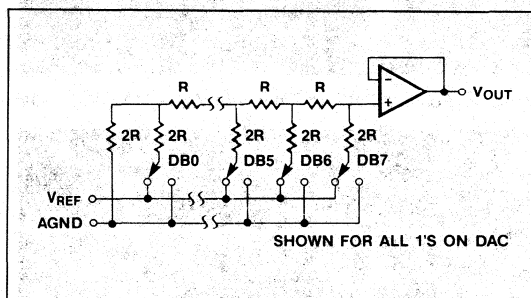 R R R
− VOUT
+
2R 2R 2R 2R 2R
DB0 DB5 DB6 DB7
VREF
AGND
SHOWN FOR ALL 1'S ON DAC